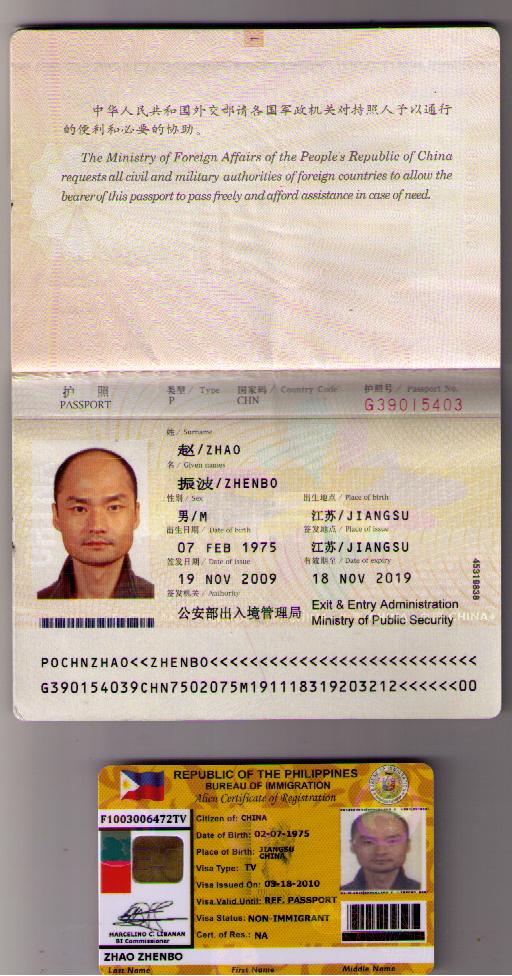 中华人民共和国外交部请各国军政机关对持照人予以通行
的便利和必要的协助。
The Ministry of Foreign Affairs of the People's Republic of China
requests all civil and military authorities of foreign countries to allow the
bearer of this passport to pass freely and afford assistance in case of need.
护 照
PASSPORT
类型 / Type
P
国家码 / Country Code
CHN
护照号 / Passport No.
G39015403
姓 / Surname
赵/ZHAO
名 / Given names
振波/ZHENBO
性别 / Sex
男/M
出生地点 / Place of birth
江苏/JIANGSU
出生日期 / Date of birth
07 FEB 1975
签发地点 / Place of issue
江苏/JIANGSU
签发日期 / Date of issue
19 NOV 2009
有效期至 / Date of expiry
18 NOV 2019
签发机关 / Authority
公安部出入境管理局
Exit & Entry Administration
Ministry of Public Security
45319838
CHINA
POCHNZHAO<<ZHENBO<<<<<<<<<<<<<<<<<<<<<<<<<<<
G390154039CHN7502075M191118319203212<<<<<<00
REPUBLIC OF THE PHILIPPINES
BUREAU OF IMMIGRATION
Alien Certificate of Registration
F1003006472TV
Citizen of: CHINA
Date of Birth: 02-07-1975
Place of Birth: JIANGSU
CHINA
Visa Type: TV
Visa Issued On: 03-18-2010
Visa Valid Until: REF. PASSPORT
Visa Status: NON-IMMIGRANT
Cert. of Res.: NA
MARCELINO C. LIBANAN
BI Commissioner
ZHAO ZHENBO
Last Name First Name Middle Name